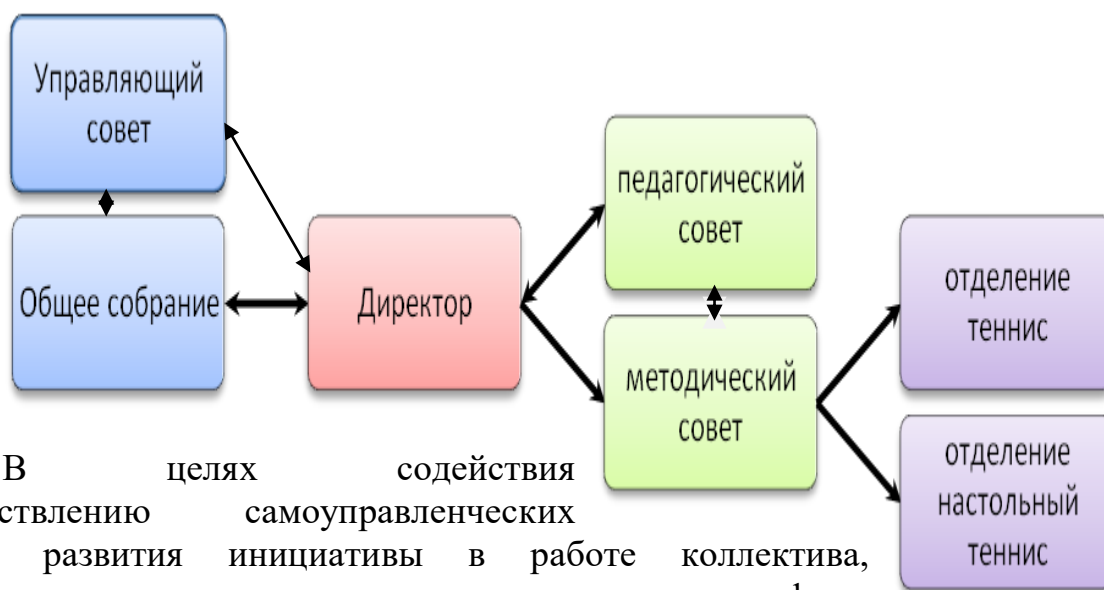 Управляющий
совет
Общее собрание
Директор
педагогический
совет
методический
совет
отделение
теннис
отделение
настольный
теннис
В целях содействия
самоуправленческих
развития инициативы в работе коллектива,